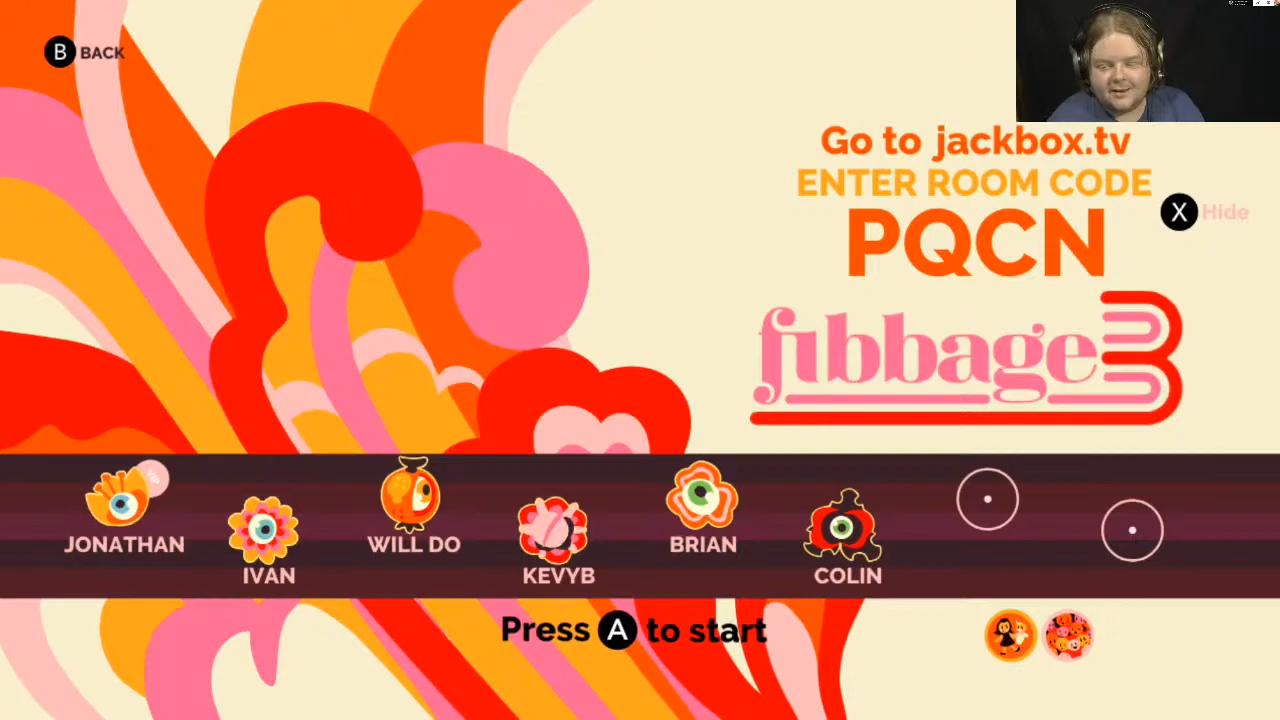 B BACK
Go to jackbox.tv
ENTER ROOM CODE
PQCN
X Hide
fibbage 3
VIP
JONATHAN
IVAN
WILL DO
KEVYB
BRIAN
COLIN
Press A to start